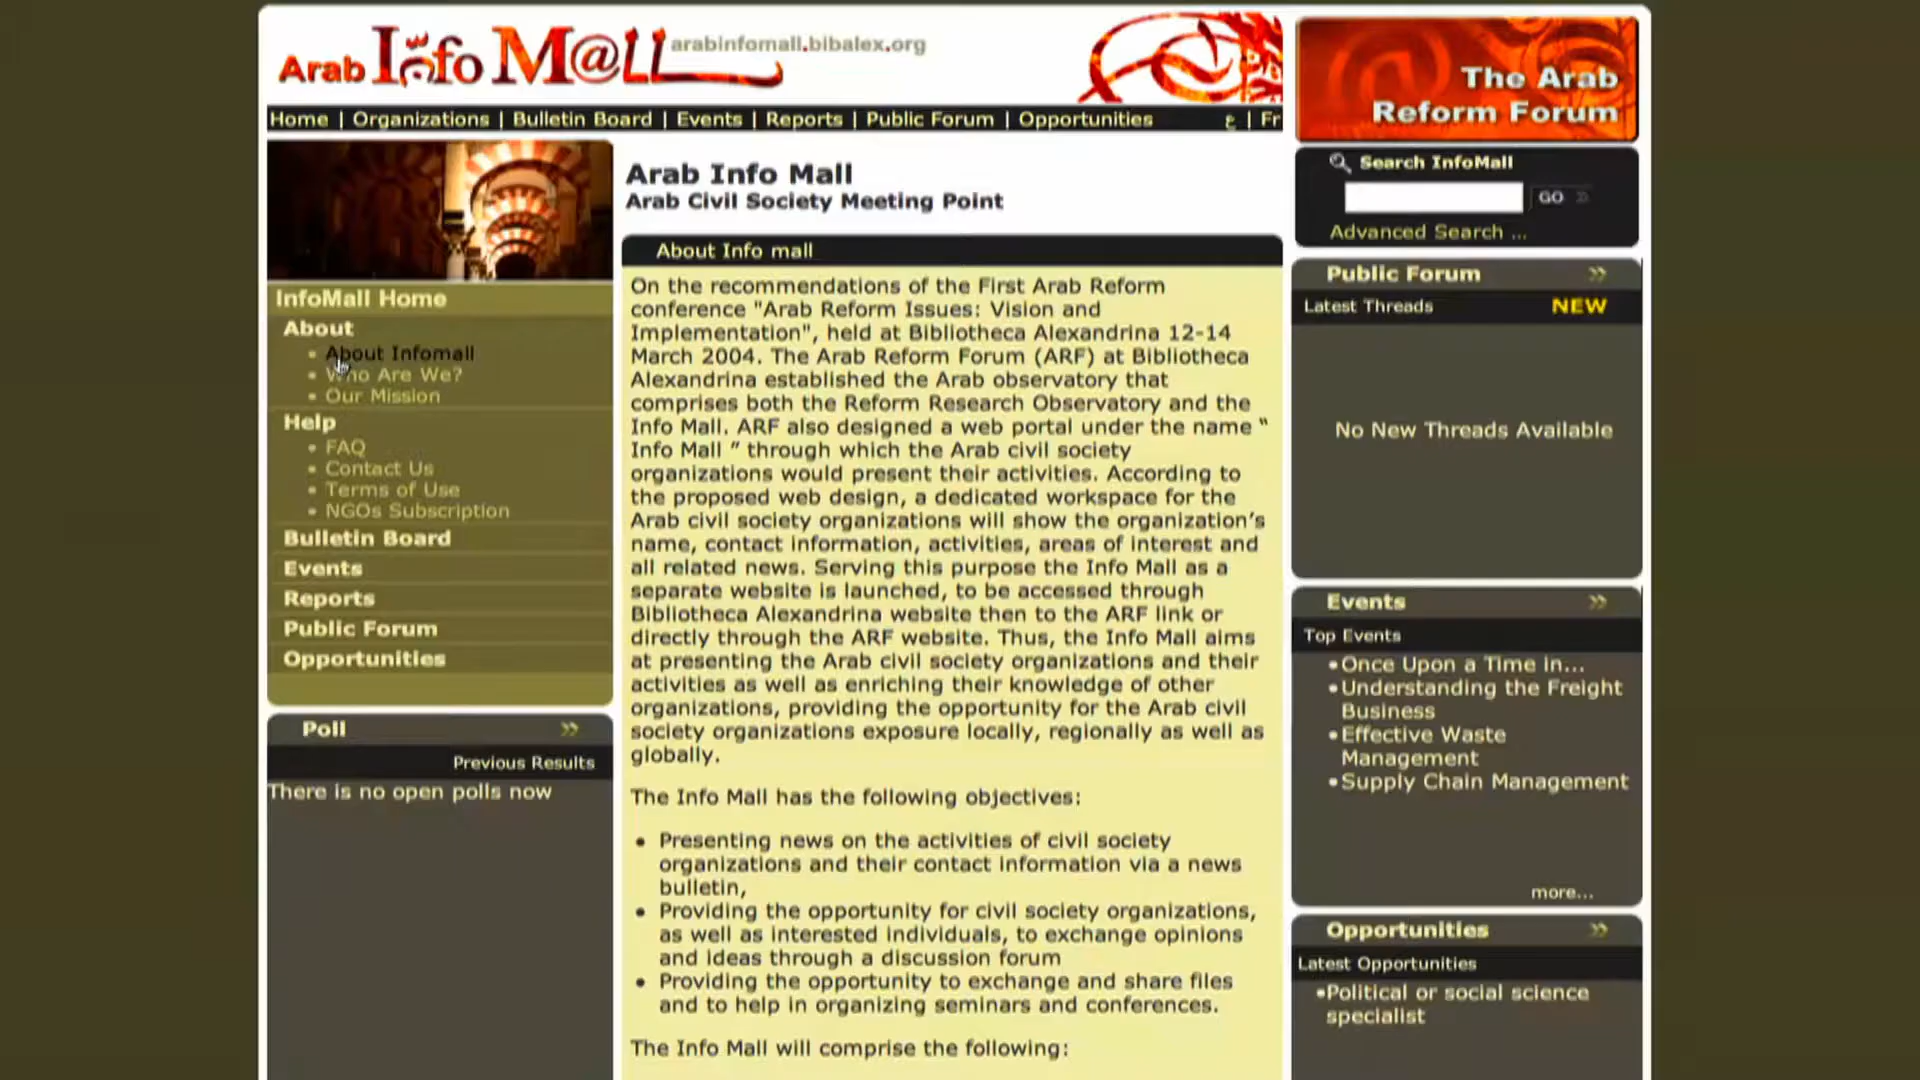 Arab Info M@ll arabinfomall.bibalex.org
The Arab
Reform Forum
Home | Organizations | Bulletin Board | Events | Reports | Public Forum | Opportunities ع | Fr
InfoMall Home
About
• About Infomall
• Who Are We?
• Our Mission
Help
• FAQ
• Contact Us
• Terms of Use
• NGOs Subscription
Bulletin Board
Events
Reports
Public Forum
Opportunities
Poll »
Previous Results
There is no open polls now
Arab Info Mall
Arab Civil Society Meeting Point
About Info mall
On the recommendations of the First Arab Reform
conference "Arab Reform Issues: Vision and
Implementation", held at Bibliotheca Alexandrina 12-14
March 2004. The Arab Reform Forum (ARF) at Bibliotheca
Alexandrina established the Arab observatory that
comprises both the Reform Research Observatory and the
Info Mall. ARF also designed a web portal under the name “
Info Mall ” through which the Arab civil society
organizations would present their activities. According to
the proposed web design, a dedicated workspace for the
Arab civil society organizations will show the organization’s
name, contact information, activities, areas of interest and
all related news. Serving this purpose the Info Mall as a
separate website is launched, to be accessed through
Bibliotheca Alexandrina website then to the ARF link or
directly through the ARF website. Thus, the Info Mall aims
at presenting the Arab civil society organizations and their
activities as well as enriching their knowledge of other
organizations, providing the opportunity for the Arab civil
society organizations exposure locally, regionally as well as
globally.
The Info Mall has the following objectives:
• Presenting news on the activities of civil society
organizations and their contact information via a news
bulletin,
• Providing the opportunity for civil society organizations,
as well as interested individuals, to exchange opinions
and ideas through a discussion forum
• Providing the opportunity to exchange and share files
and to help in organizing seminars and conferences.
The Info Mall will comprise the following:
Search InfoMall
GO »
Advanced Search ...
Public Forum »
Latest Threads NEW
No New Threads Available
Events »
Top Events
•Once Upon a Time in...
•Understanding the Freight
Business
•Effective Waste
Management
•Supply Chain Management
more...
Opportunities »
Latest Opportunities
•Political or social science
specialist